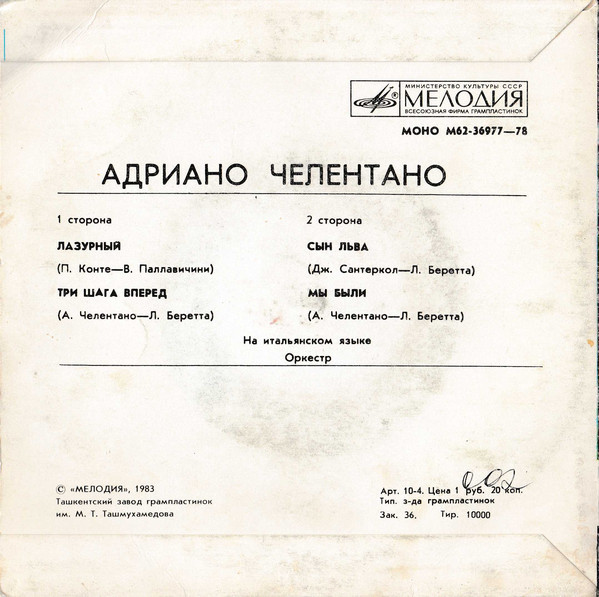 МИНИСТЕРСТВО КУЛЬТУРЫ СССР
МЕЛОДИЯ
ВСЕСОЮЗНАЯ ФИРМА ГРАМПЛАСТИНОК
МОНО М62-36977—78
АДРИАНО ЧЕЛЕНТАНО
1 сторона
ЛАЗУРНЫЙ
(П. Конте—В. Паллавичини)
ТРИ ШАГА ВПЕРЕД
(А. Челентано—Л. Беретта)
2 сторона
СЫН ЛЬВА
(Дж. Сантеркол—Л. Беретта)
МЫ БЫЛИ
(А. Челентано—Л. Беретта)
На итальянском языке
Оркестр
© «МЕЛОДИЯ», 1983
Ташкентский завод грампластинок
им. М. Т. Ташмухамедова
Арт. 10-4. Цена 1 руб. 20 коп.
Тип. з-да грампластинок
Зак. 36, Тир. 10000